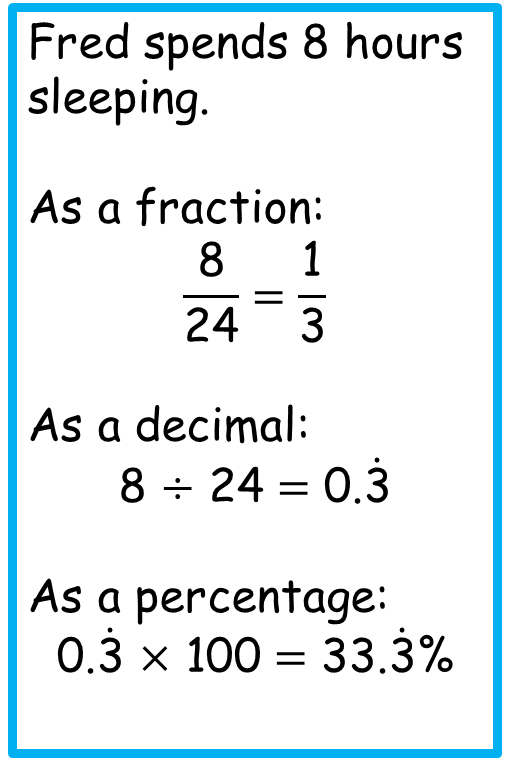 Fred spends 8 hours
sleeping.
As a fraction:
8/24 = 1/3
As a decimal:
8 ÷ 24 = 0.3̇
As a percentage:
0.3̇ × 100 = 33.3̇%